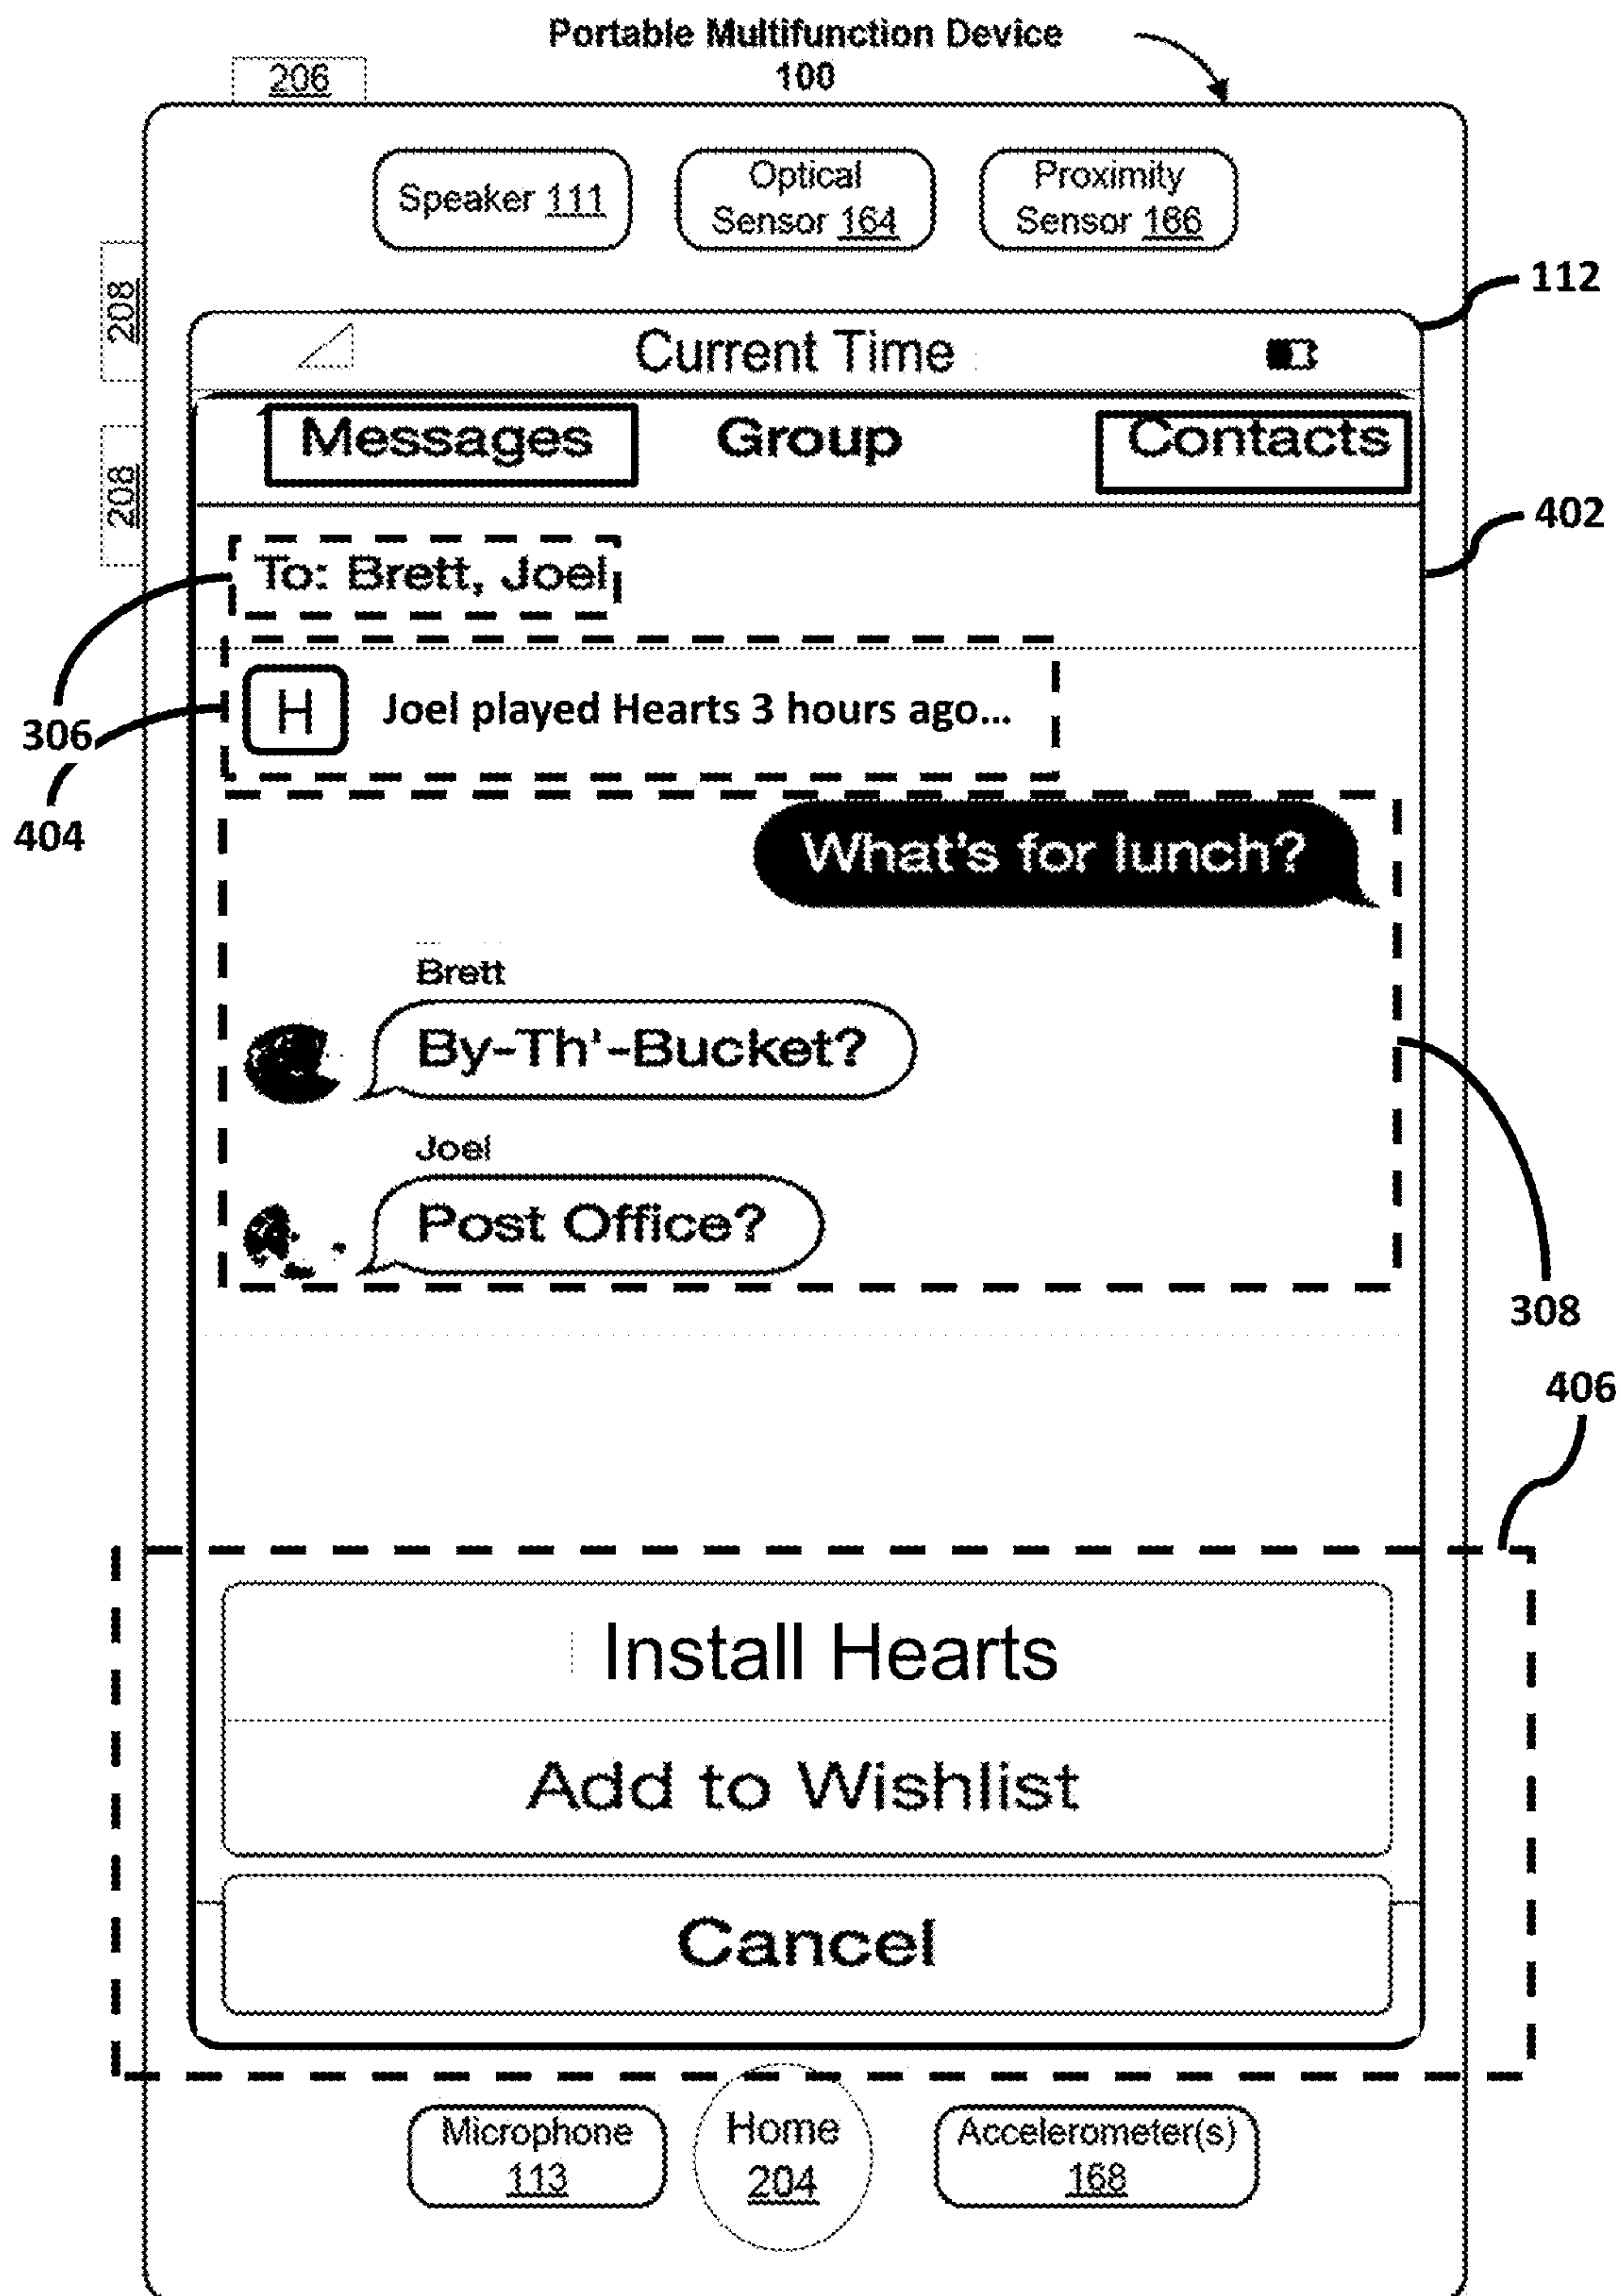 Portable Multifunction Device
100
206
Speaker 111
Optical
Sensor 164
Proximity
Sensor 166
112
208
Current Time
Messages Group Contacts
208
402
To: Brett, Joel
H Joel played Hearts 3 hours ago...
306
404
What's for lunch?
Brett
By-Th'-Bucket?
Joel
Post Office?
308
406
Install Hearts
Add to Wishlist
Cancel
Microphone
113
Home
204
Accelerometer(s)
168